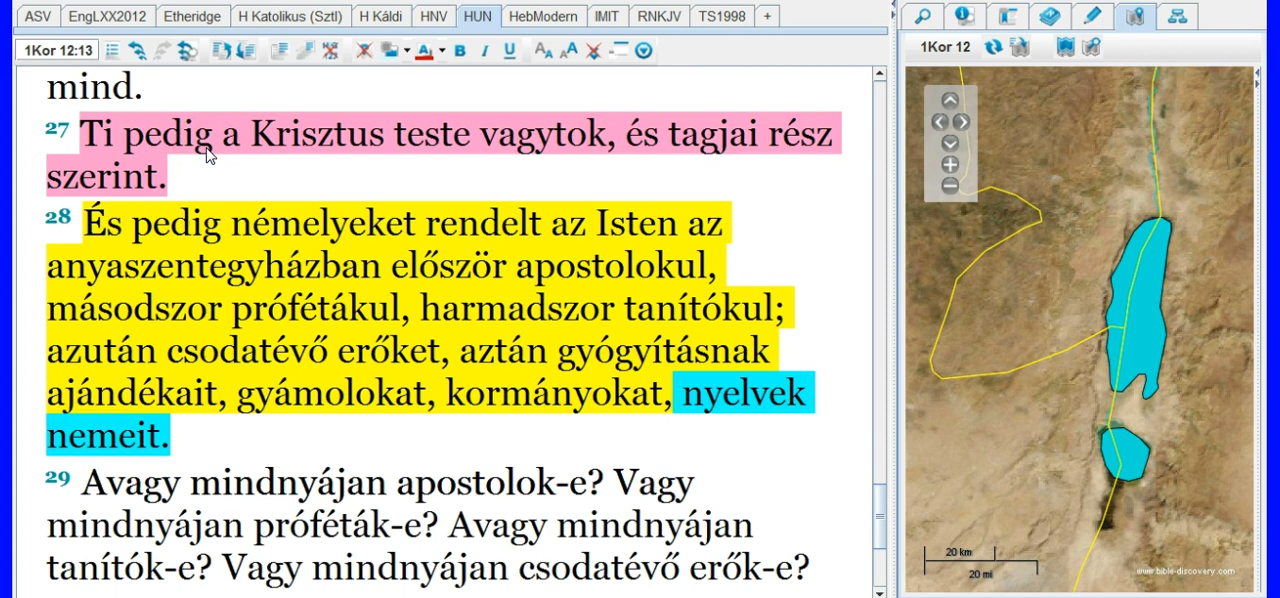 ASV EngLXX2012 Etheridge H Katolikus (Sztl) H Káldi HNV HUN HebModern IMIT RNKJV TS1998 +
1Kor 12:13
A B I U A A A
mind.
27 Ti pedig a Krisztus teste vagytok, és tagjai rész
szerint.
28 És pedig némelyeket rendelt az Isten az
anyaszentegyházban először apostolokul,
másodszor prófétákul, harmadszor tanítókul;
azután csodatévő erőket, aztán gyógyításnak
ajándékait, gyámolokat, kormányokat, nyelvek
nemeit.
29 Avagy mindnyájan apostolok-e? Vagy
mindnyájan próféták-e? Avagy mindnyájan
tanítók-e? Vagy mindnyájan csodatévő erők-e?
1Kor 12
20 km
20 mi
www.bible-discovery.com